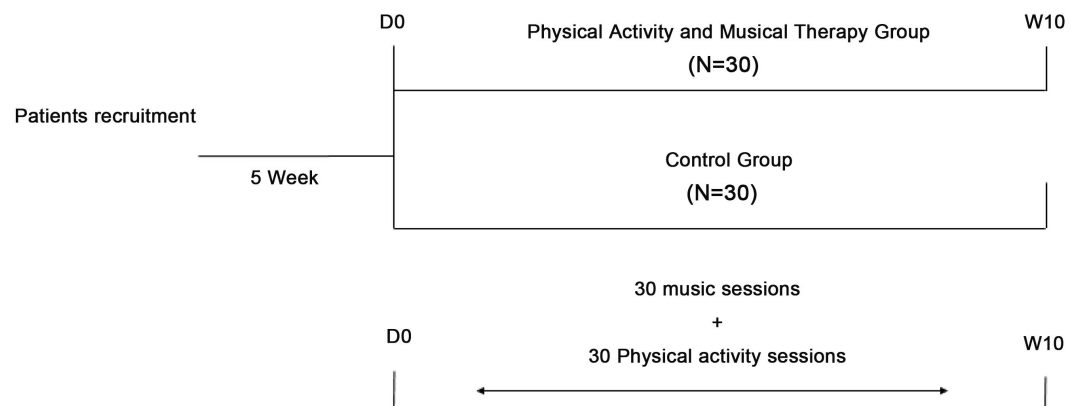 D0
W10
Physical Activity and Musical Therapy Group
(N=30)
Patients recruitment
5 Week
Control Group
(N=30)
30 music sessions
+
30 Physical activity sessions
D0
W10